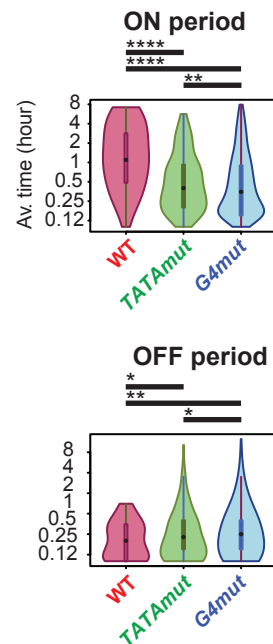 ON period
****
****
**
Av. time (hour)
8
4
2
1
0.5
0.25
0.12
WT
TATAmut
G4mut
OFF period
*
**
*
8
4
2
1
0.5
0.25
0.12
WT
TATAmut
G4mut